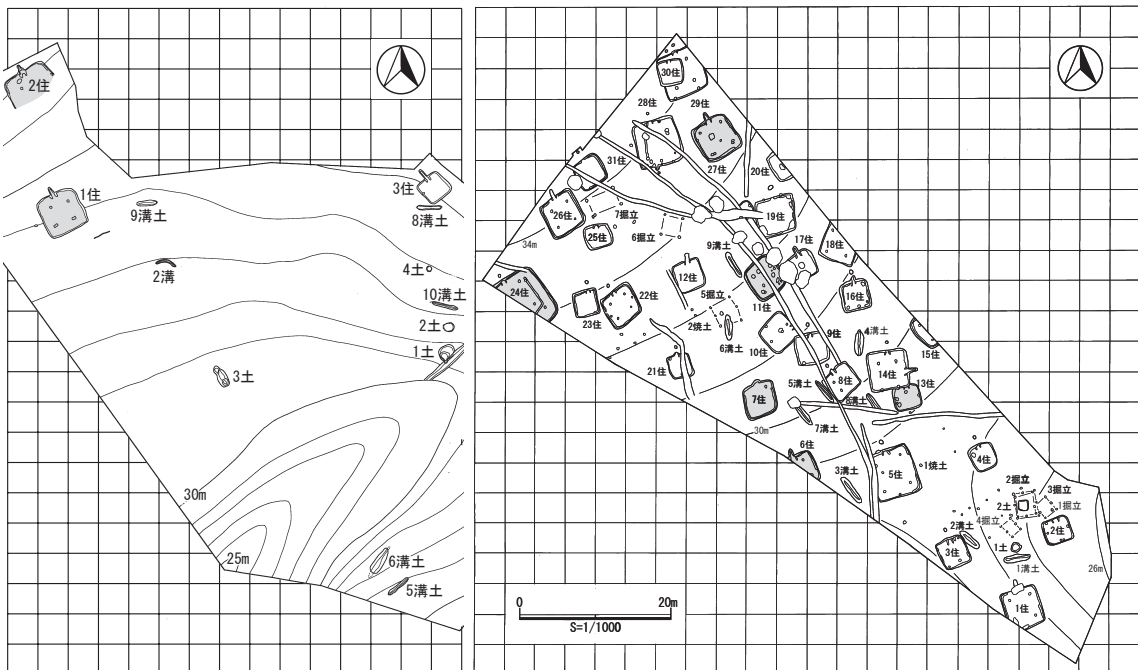 2住
1住
9溝土
3住
8溝土
2溝
4土
10溝土
2土
1土
3土
30m
25m
6溝土
5溝土
30住
28住
29住
31住
27住
20住
26住
7掘立
25住
6掘立
19住
34m
9溝土
17住
18住
24住
12住
11住
16住
23住
22住
5掘立
2焼土
6溝土
10住
9住
4溝土
15住
21住
14住
5溝土
8住
13住
7住
8溝土
7溝土
30m
6住
3溝土
5住
1焼土
4住
2掘立
3掘立
2土
1掘立
4掘立
2住
2溝土
3住
1土
1溝土
26m
1住
0 20m
S=1/1000